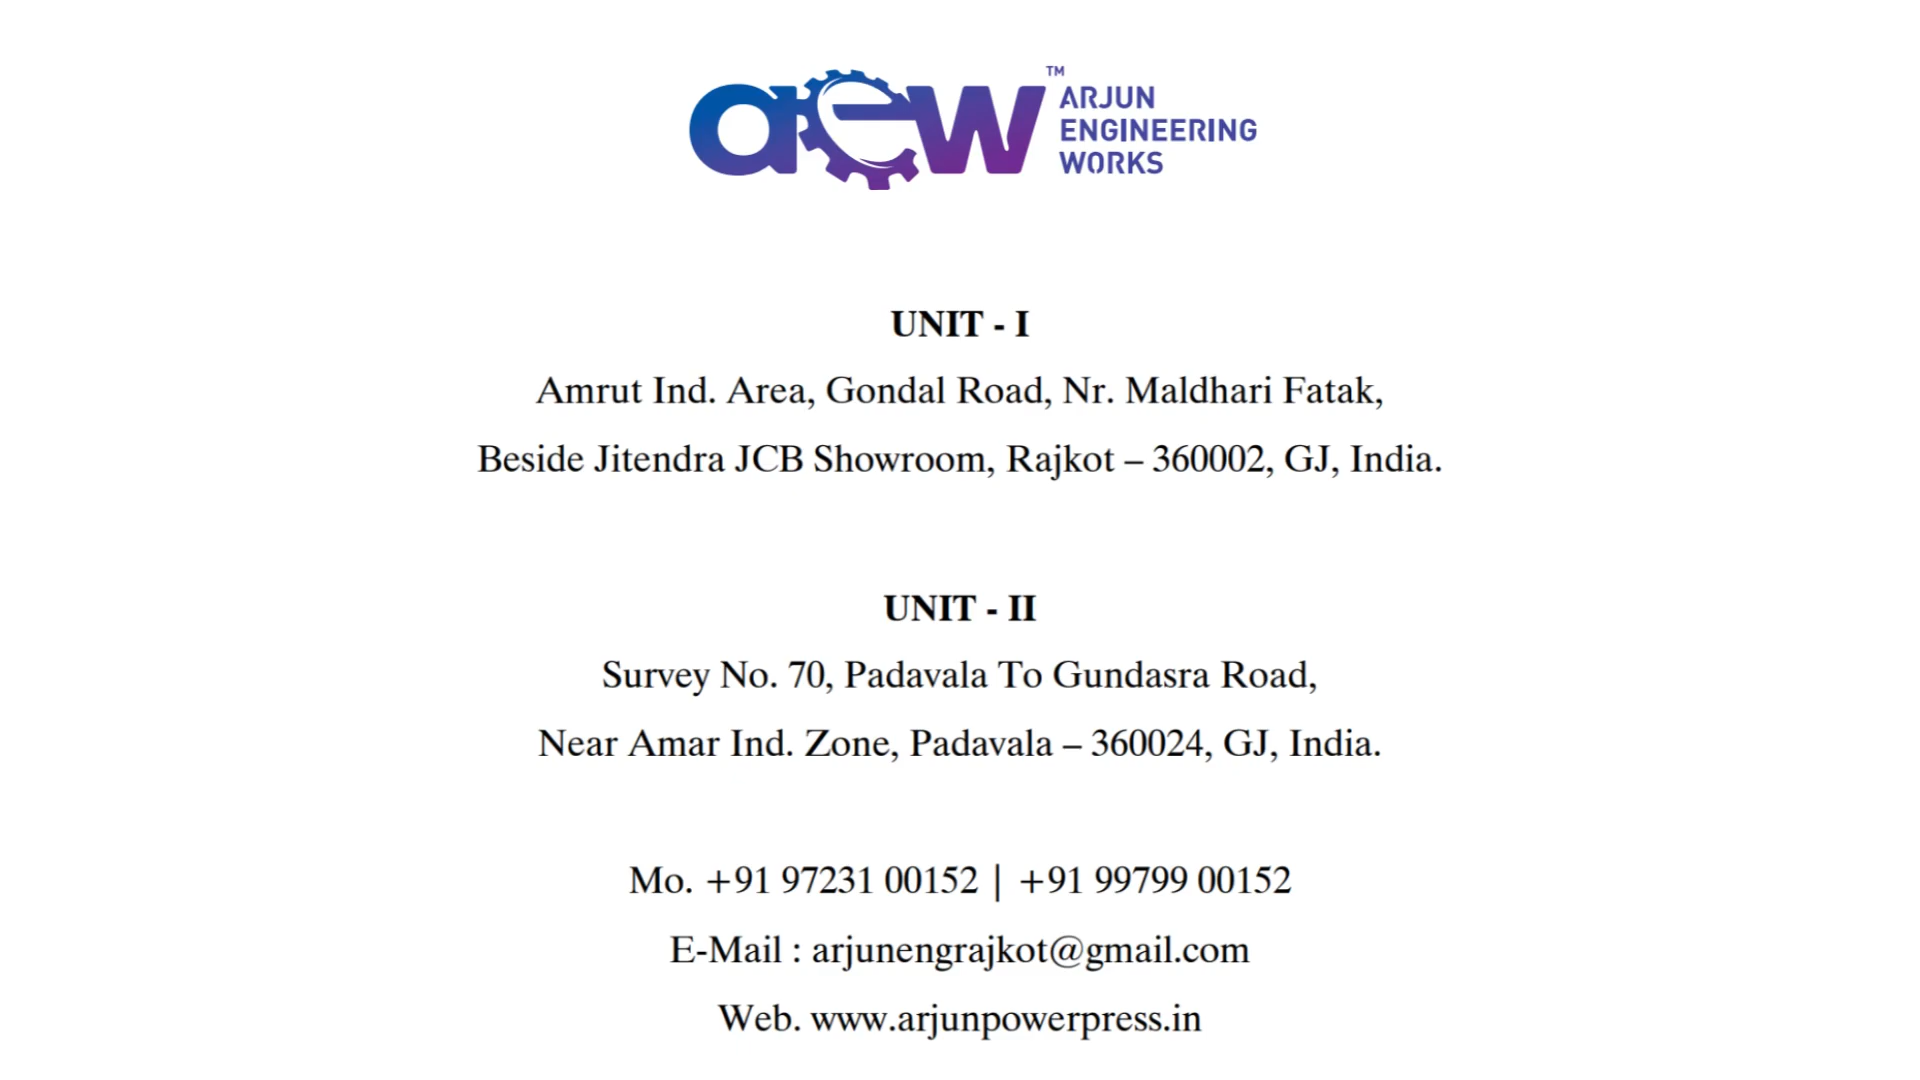 aew™
ARJUN
ENGINEERING
WORKS
UNIT - I
Amrut Ind. Area, Gondal Road, Nr. Maldhari Fatak,
Beside Jitendra JCB Showroom, Rajkot – 360002, GJ, India.
UNIT - II
Survey No. 70, Padavala To Gundasra Road,
Near Amar Ind. Zone, Padavala – 360024, GJ, India.
Mo. +91 97231 00152 | +91 99799 00152
E-Mail : arjunengrajkot@gmail.com
Web. www.arjunpowerpress.in